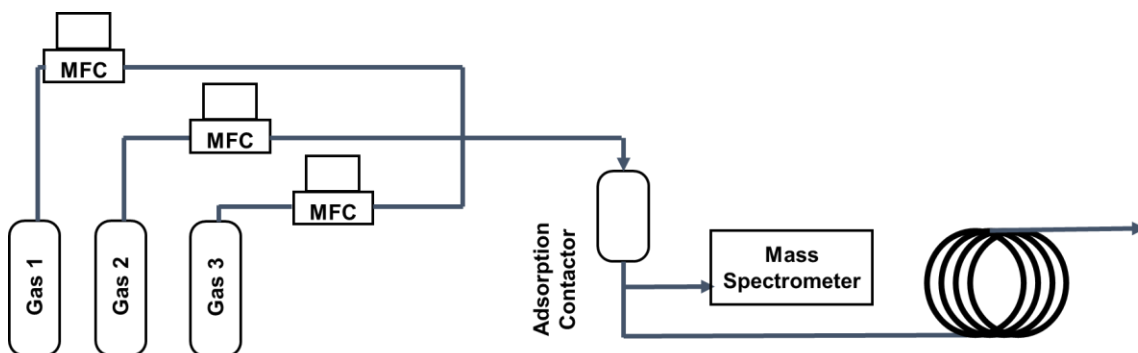 MFC
MFC
MFC
Gas 1
Gas 2
Gas 3
Adsorption
Contactor
Mass
Spectrometer